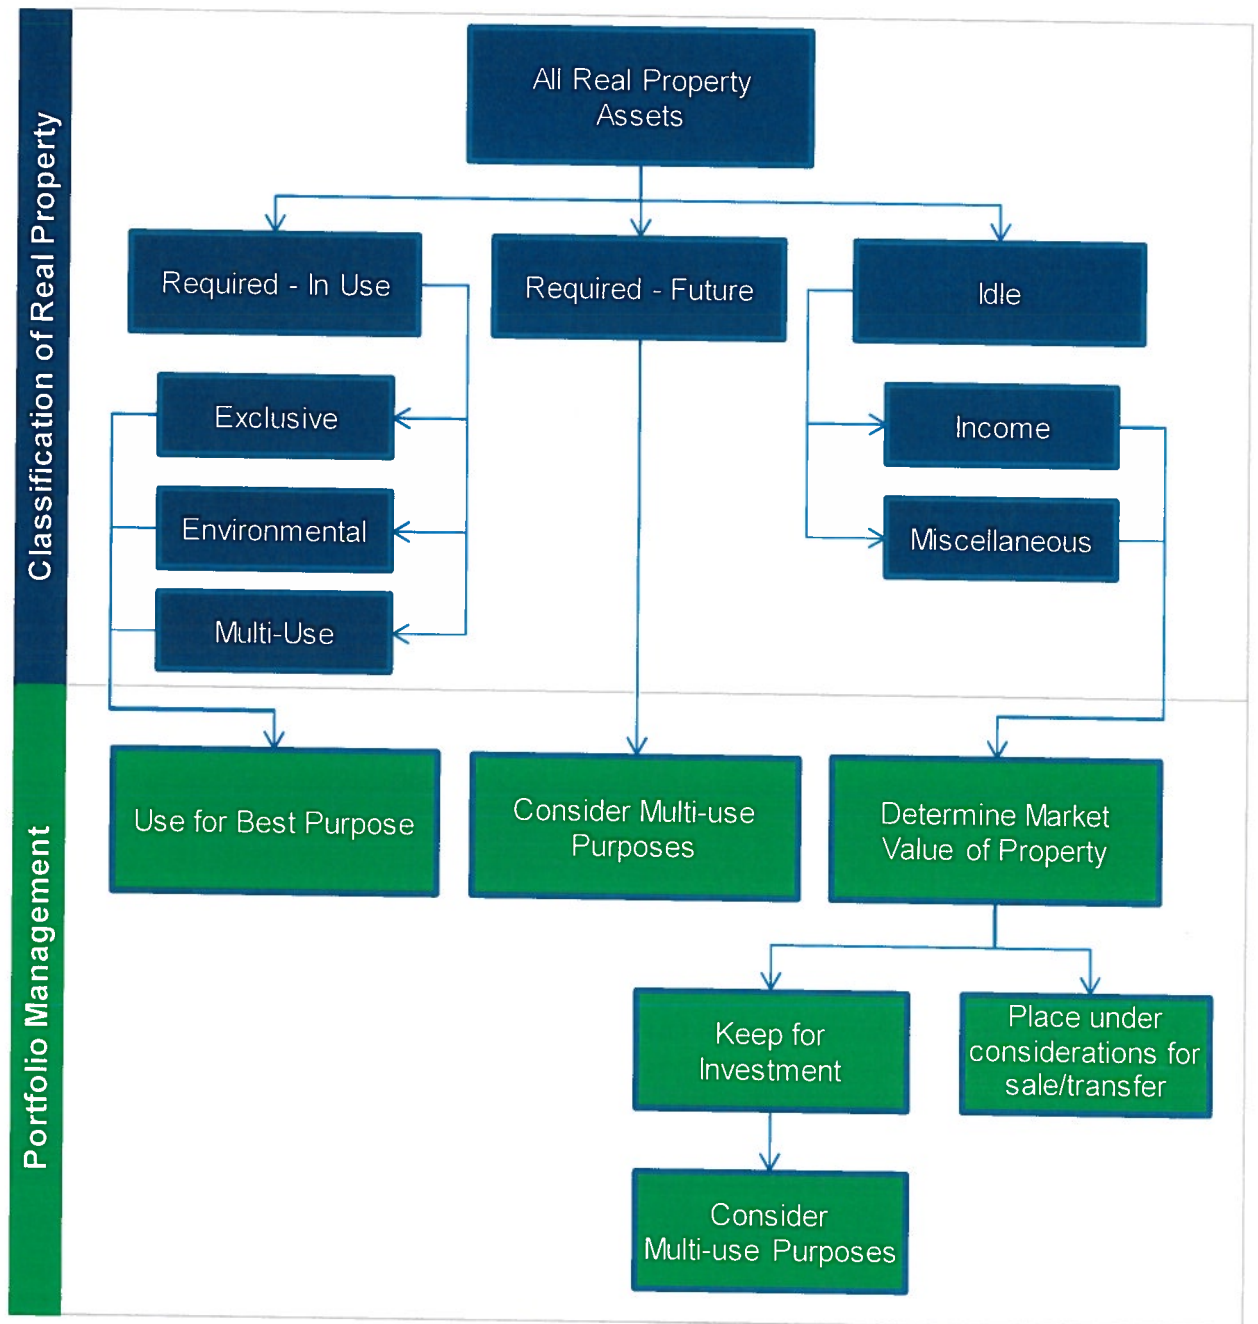 Classification of Real Property
All Real Property
Assets
Required - In Use
Required - Future
Idle
Exclusive
Income
Environmental
Miscellaneous
Multi-Use
Portfolio Management
Use for Best Purpose
Consider Multi-use
Purposes
Determine Market
Value of Property
Keep for
Investment
Place under
considerations for
sale/transfer
Consider
Multi-use Purposes